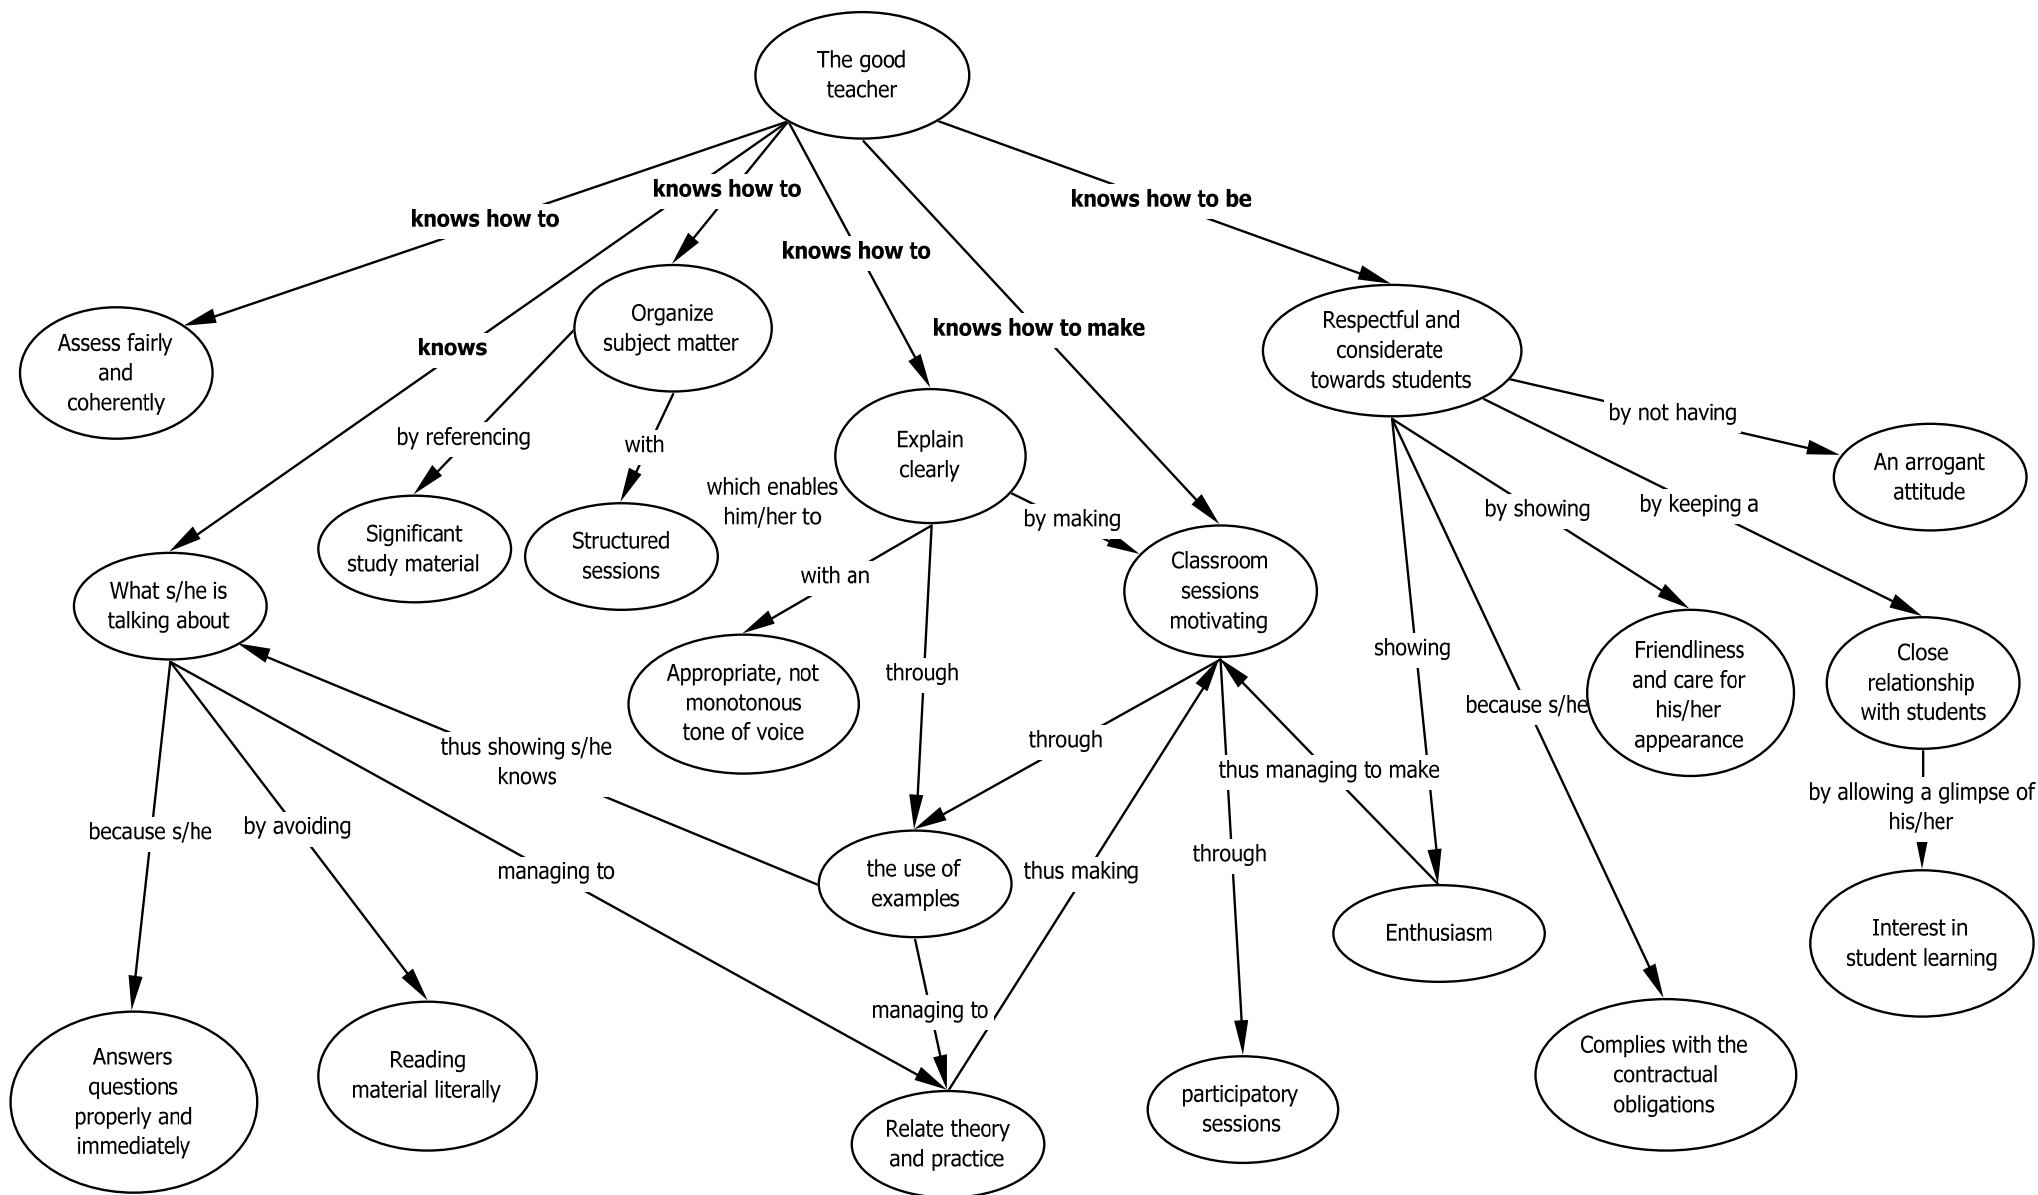 The good
teacher
knows how to
knows how to
knows how to be
knows how to
knows how to make
knows
Assess fairly
and
coherently
Organize
subject matter
Respectful and
considerate
towards students
by not having
by referencing
with
Explain
clearly
An arrogant
attitude
which enables
him/her to
by making
by showing
by keeping a
Significant
study material
Structured
sessions
with an
Classroom
sessions
motivating
What s/he is
talking about
Appropriate, not
monotonous
tone of voice
through
showing
because s/he
Friendliness
and care for
his/her
appearance
Close
relationship
with students
thus showing s/he
knows
through
thus managing to make
by allowing a glimpse of
his/her
because s/he
by avoiding
managing to
the use of
examples
thus making
through
Enthusiasm
Interest in
student learning
managing to
Answers
questions
properly and
immediately
Reading
material literally
Relate theory
and practice
participatory
sessions
Complies with the
contractual
obligations